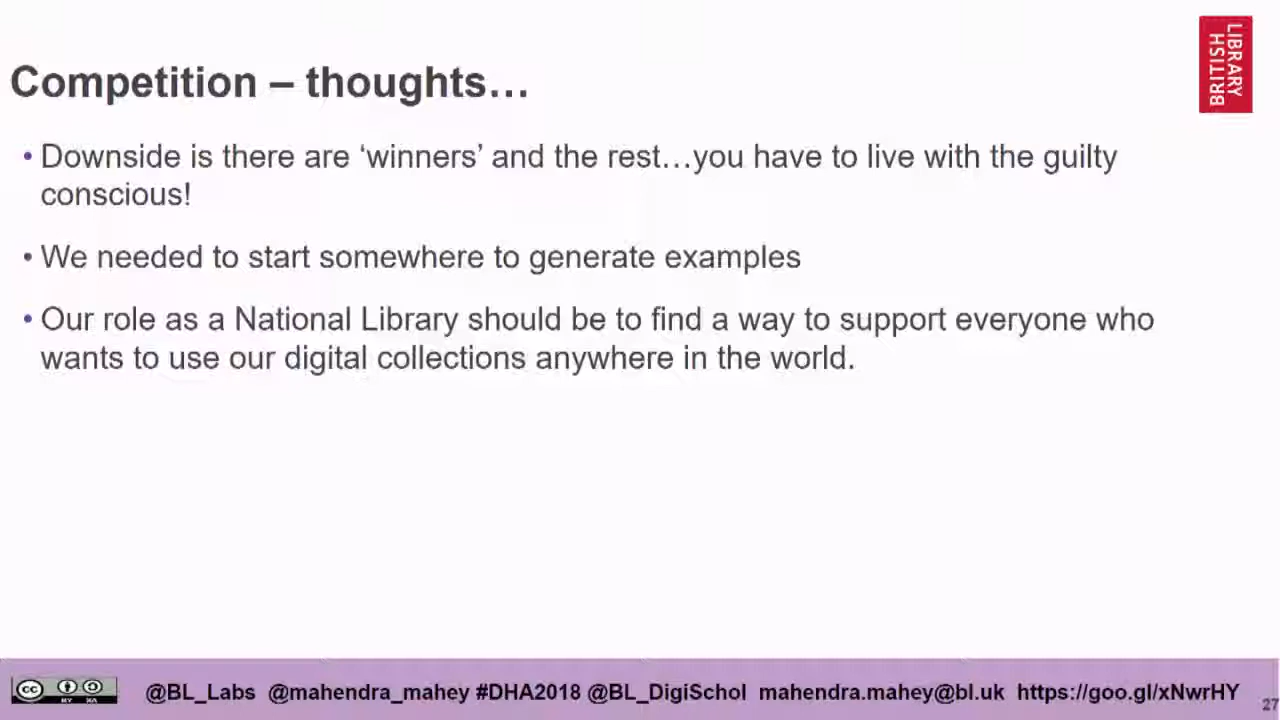 LIBRARY
BRITISH
Competition – thoughts…
• Downside is there are ‘winners’ and the rest…you have to live with the guilty
conscious!
• We needed to start somewhere to generate examples
• Our role as a National Library should be to find a way to support everyone who
wants to use our digital collections anywhere in the world.
cc BY SA
@BL_Labs @mahendra_mahey #DHA2018 @BL_DigiSchol mahendra.mahey@bl.uk https://goo.gl/xNwrHY
27